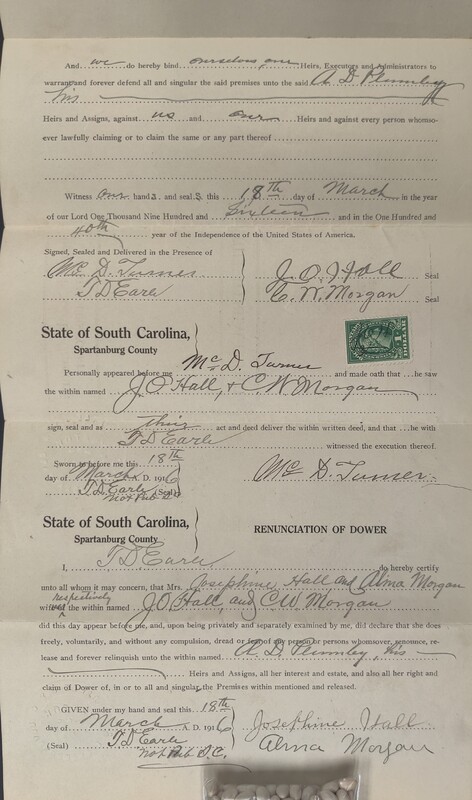 And we do hereby bind ourselves our Heirs, Executors and Administrators to
warrant and forever defend all and singular the said premises unto the said A D Plumley
his
Heirs and Assigns, against us and our Heirs and against every person whomso-
ever lawfully claiming or to claim the same or any part thereof
Witness our hands and seals this 18th day of March in the year
of our Lord One Thousand Nine Hundred and Sixteen and in the One Hundred and
40th year of the Independence of the United States of America.
Signed, Sealed and Delivered in the Presence of
Mc D. Turner J. O. Hall Seal
T D Earle C. W. Morgan Seal
State of South Carolina,
Spartanburg County
Personally appeared before me Mc D. Turner and made oath that ...he saw
the within named J. O Hall, & C. W. Morgan
sign, seal and as their act and deed deliver the within written deed, and that ...he with
T D Earle witnessed the execution thereof.
Sworn to before me this 18th
day of March A. D. 1916 Mc D. Turner
T D Earle (Seal)
Not Pub S.C.
State of South Carolina,
Spartanburg County
RENUNCIATION OF DOWER
I, T D Earle do hereby certify
unto all whom it may concern, that Mrs. Josephine Hall and Alma Morgan
respectively
the within named J. O. Hall and C W Morgan
did this day appear before me, and, upon being privately and separately examined by me, did declare that she does
freely, voluntarily, and without any compulsion, dread or fear of any person or persons whomsover, renounce, re-
lease and forever relinquish unto the within named A. D Plumley, his
Heirs and Assigns, all her interest and estate, and also all her right and
claim of Dower of, in or to all and singular the Premises within mentioned and released.
GIVEN under my hand and seal this 18th
day of March A. D. 1916 Josephine Hall
(Seal) T D Earle Alma Morgan
Not Pub S.C.